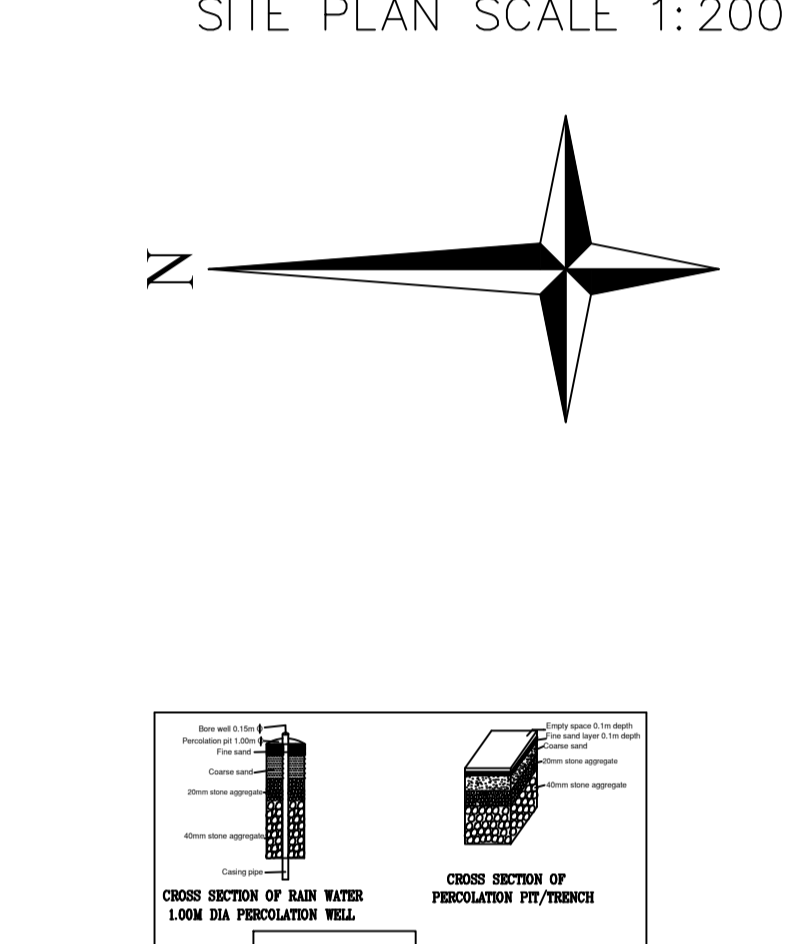 SITE PLAN SCALE 1:200
N
Bore well 0.15m ϕ
Percolation pit 1.00m ϕ
Fine sand
Coarse sand
20mm stone aggregate
40mm stone aggregate
Casing pipe
CROSS SECTION OF RAIN WATER
1.00M DIA PERCOLATION WELL
Empty space 0.1m depth
Fine sand layer 0.1m depth
Coarse sand
20mm stone aggregate
40mm stone aggregate
CROSS SECTION OF
PERCOLATION PIT/TRENCH